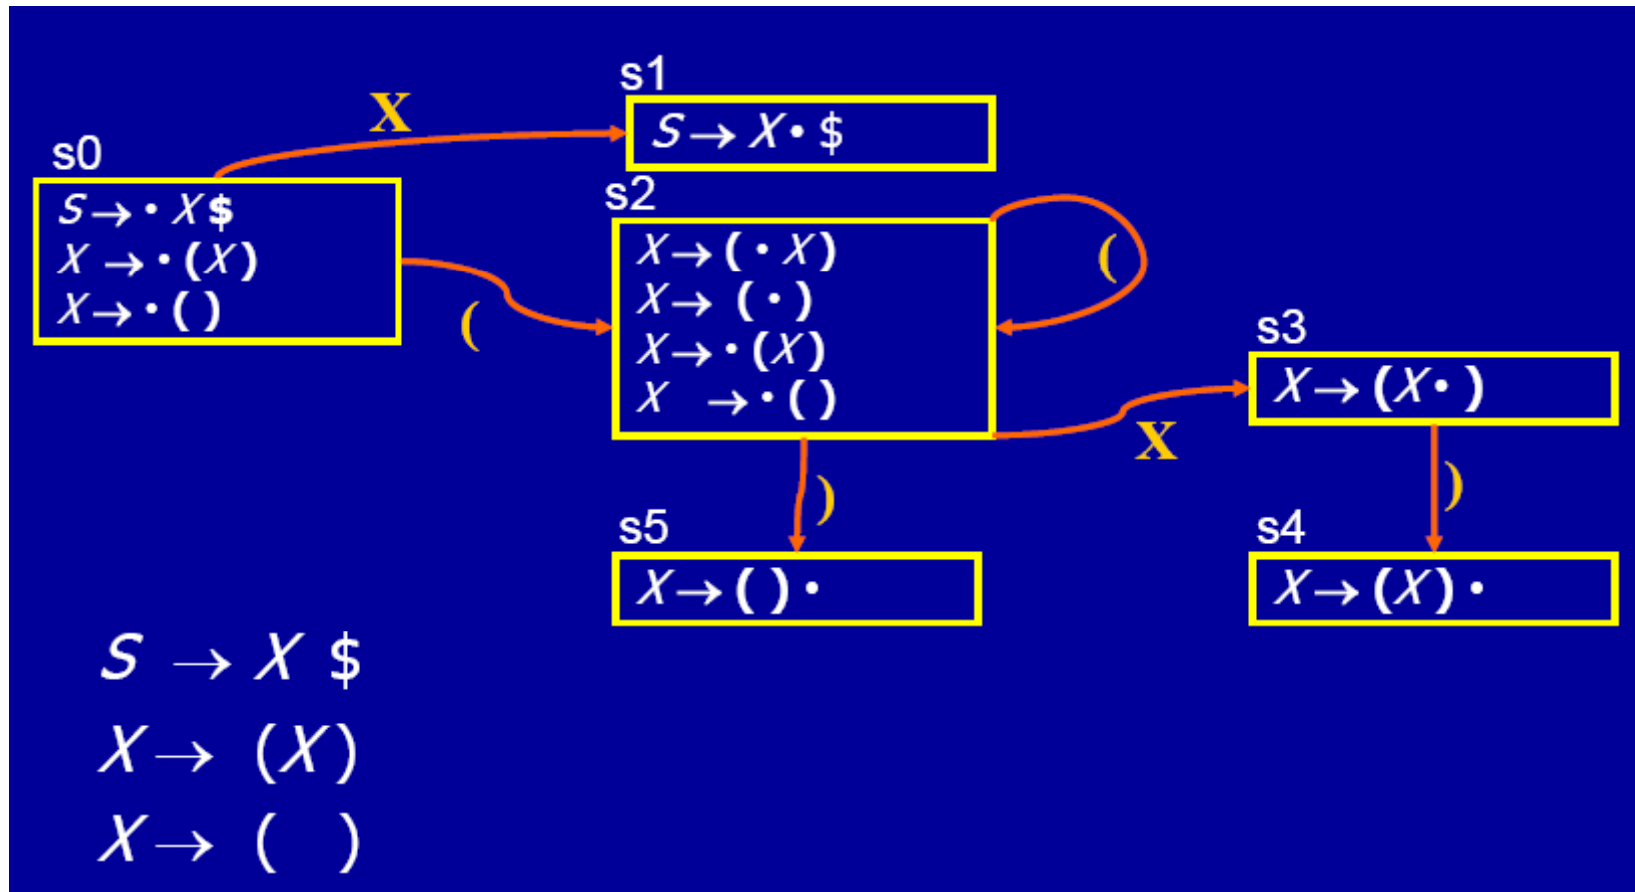 s0
S → • X$
X → • (X)
X → • ( )
X
(
s1
S → X • $
s2
X → ( • X)
X → ( • )
X → • (X)
X → • ( )
(
X
)
s3
X → (X • )
)
s5
X → ( ) •
s4
X → (X) •
S → X $
X → (X)
X → ( )